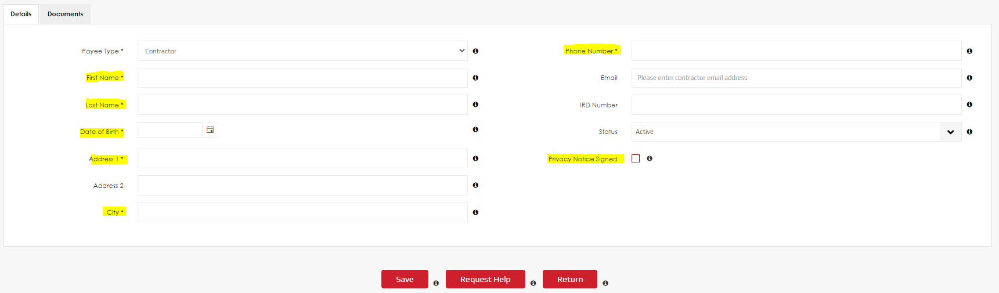 Details
Documents
Payee Type *
Contractor
First Name *
Last Name *
Date of Birth *
Address 1 *
Address 2
City *
Phone Number *
Email
Please enter contractor email address
IRD Number
Status
Active
Privacy Notice Signed
Save
Request Help
Return